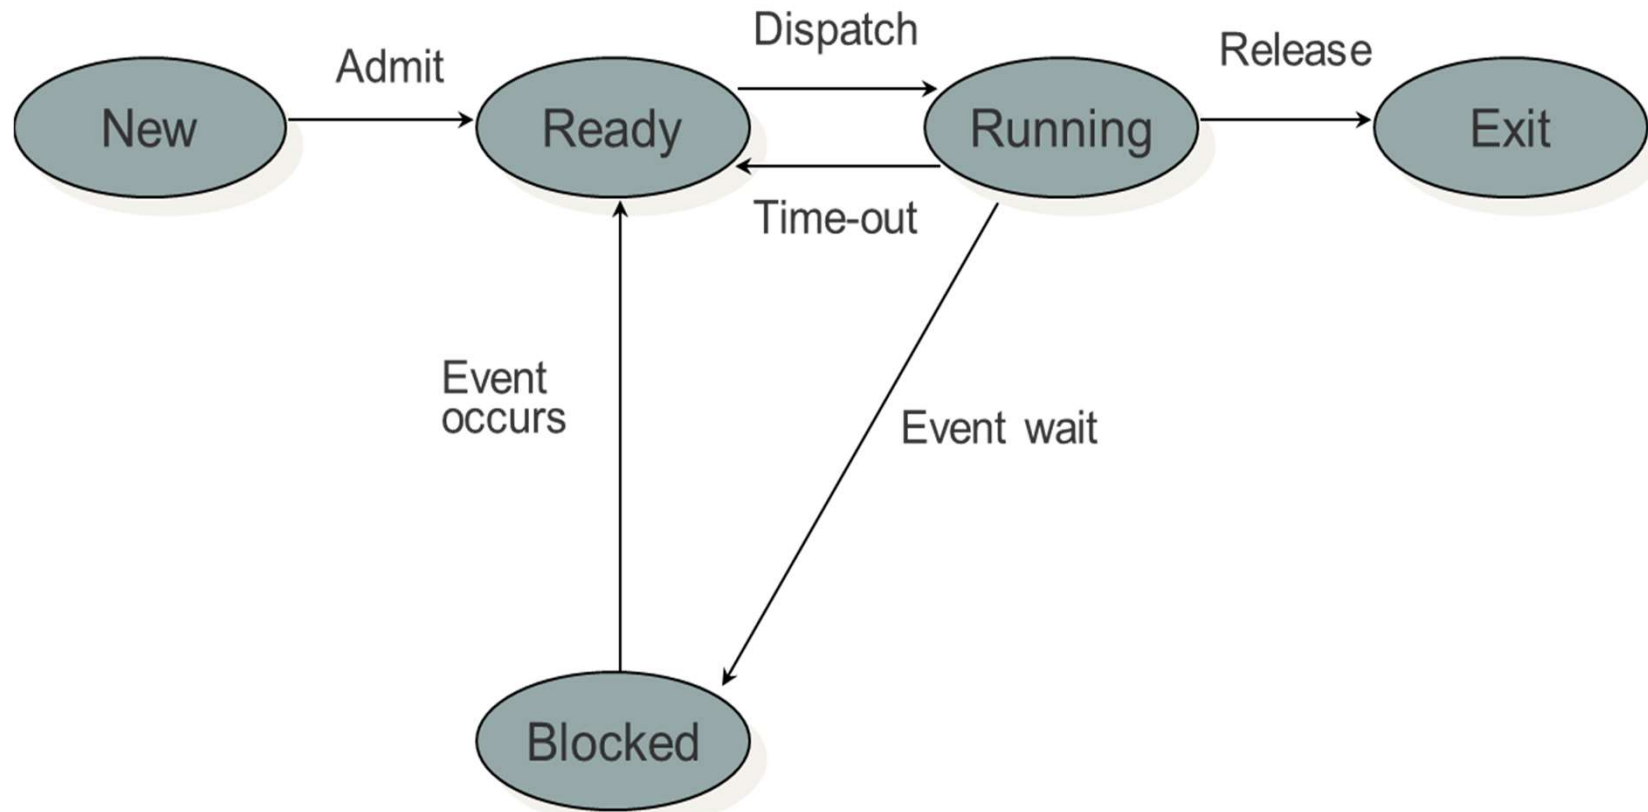 Dispatch
Release
Admit
New
Ready
Running
Exit
Time-out
Event
occurs
Event wait
Blocked